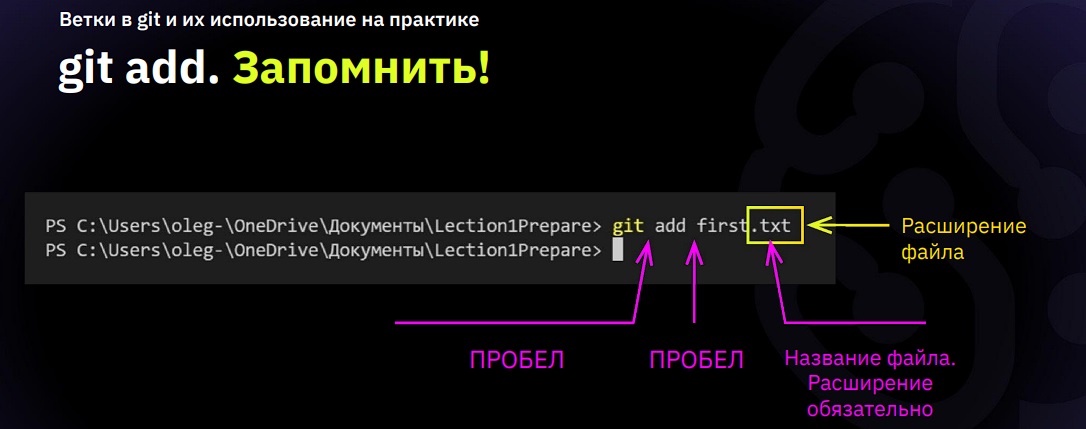 Ветки в git и их использование на практике
git add. Запомнить!
PS C:\Users\oleg-\OneDrive\Документы\Lection1Prepare> git add first.txt
PS C:\Users\oleg-\OneDrive\Документы\Lection1Prepare>
Расширение
файла
ПРОБЕЛ
ПРОБЕЛ
Название файла.
Расширение
обязательно